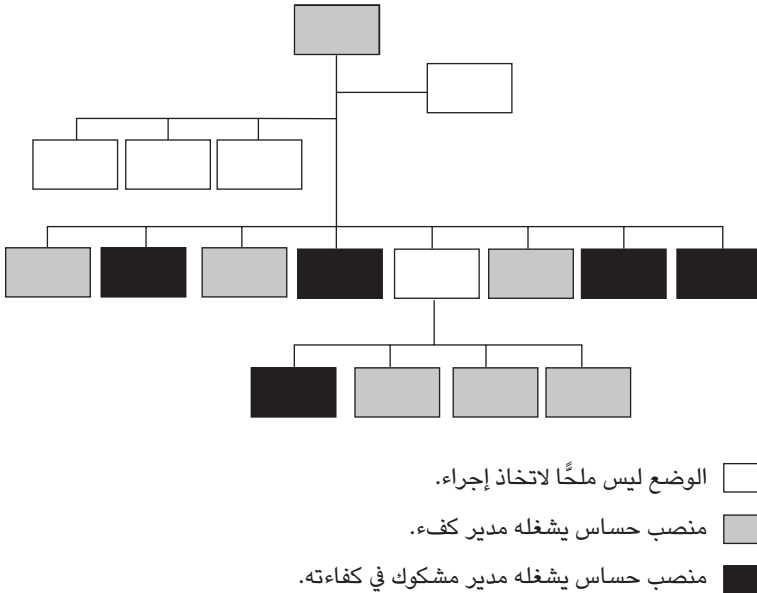 الوضع ليس ملحًّا لاتخاذ إجراء.
منصب حساس يشغله مدير كفء.
منصب حساس يشغله مدير مشكوك في كفاءته.